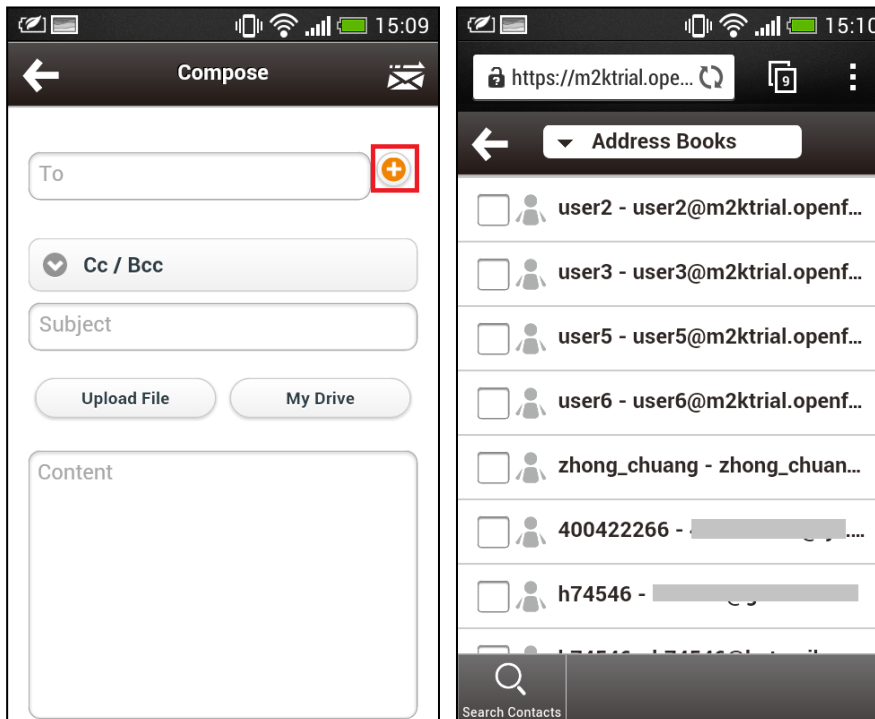 15:09
Compose
To
Cc / Bcc
Subject
Upload File
My Drive
Content
15:10
https://m2ktrial.ope...
9
Address Books
user2 - user2@m2ktrial.openf...
user3 - user3@m2ktrial.openf...
user5 - user5@m2ktrial.openf...
user6 - user6@m2ktrial.openf...
zhong_chuang - zhong_chuan...
400422266 -
h74546 -
Search Contacts